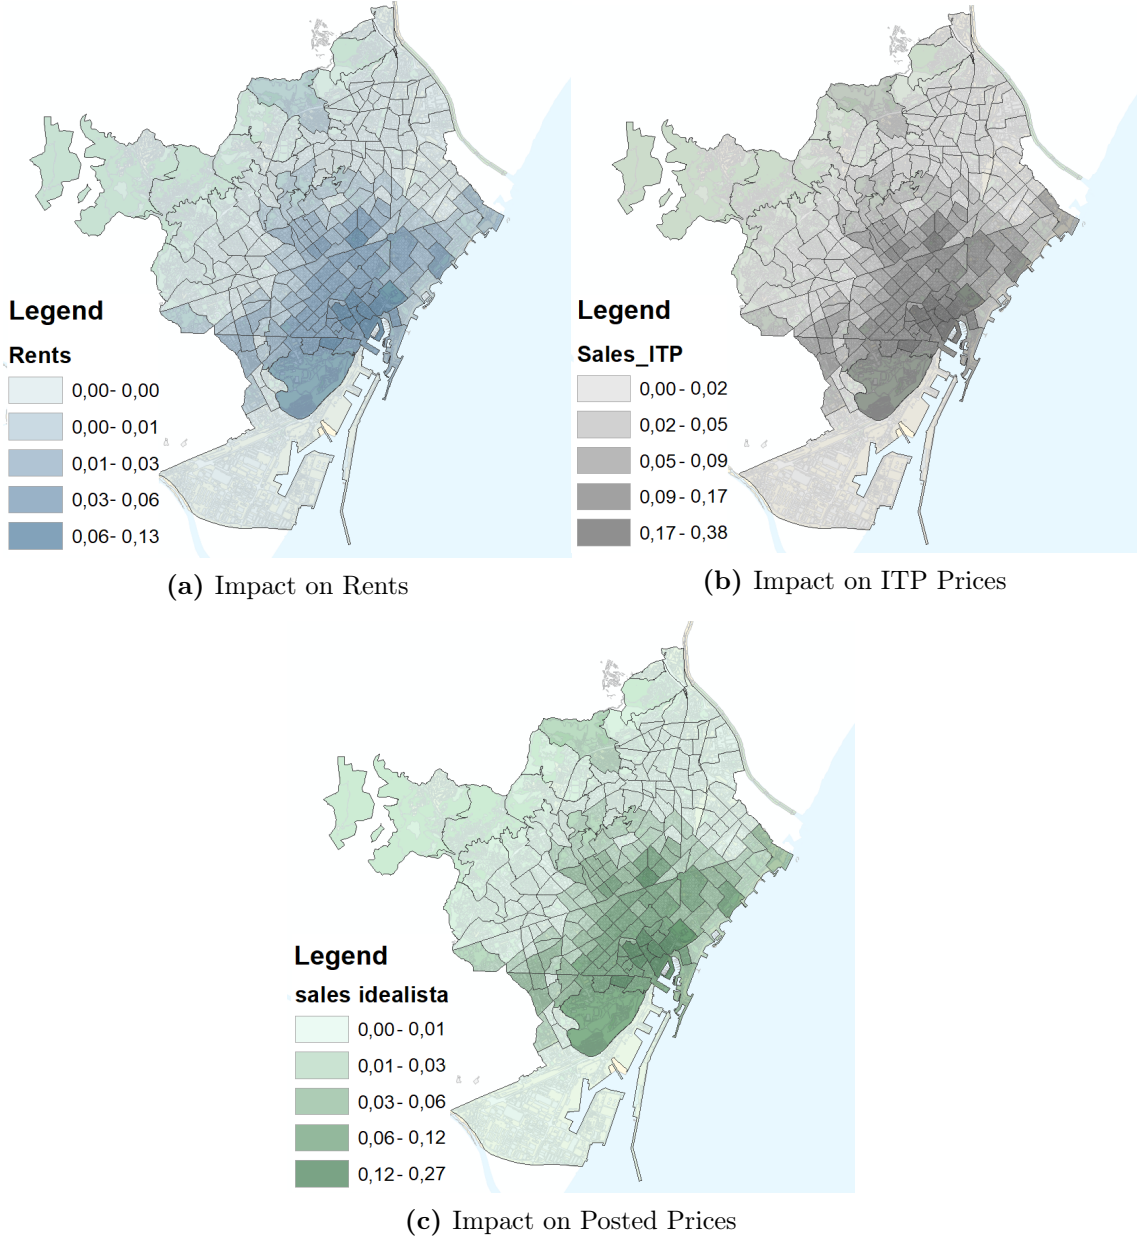 Legend
Rents
0,00- 0,00
0,00- 0,01
0,01- 0,03
0,03- 0,06
0,06- 0,13
(a) Impact on Rents
Legend
Sales_ITP
0,00 - 0,02
0,02 - 0,05
0,05 - 0,09
0,09 - 0,17
0,17 - 0,38
(b) Impact on ITP Prices
Legend
sales idealista
0,00 - 0,01
0,01 - 0,03
0,03 - 0,06
0,06 - 0,12
0,12 - 0,27
(c) Impact on Posted Prices